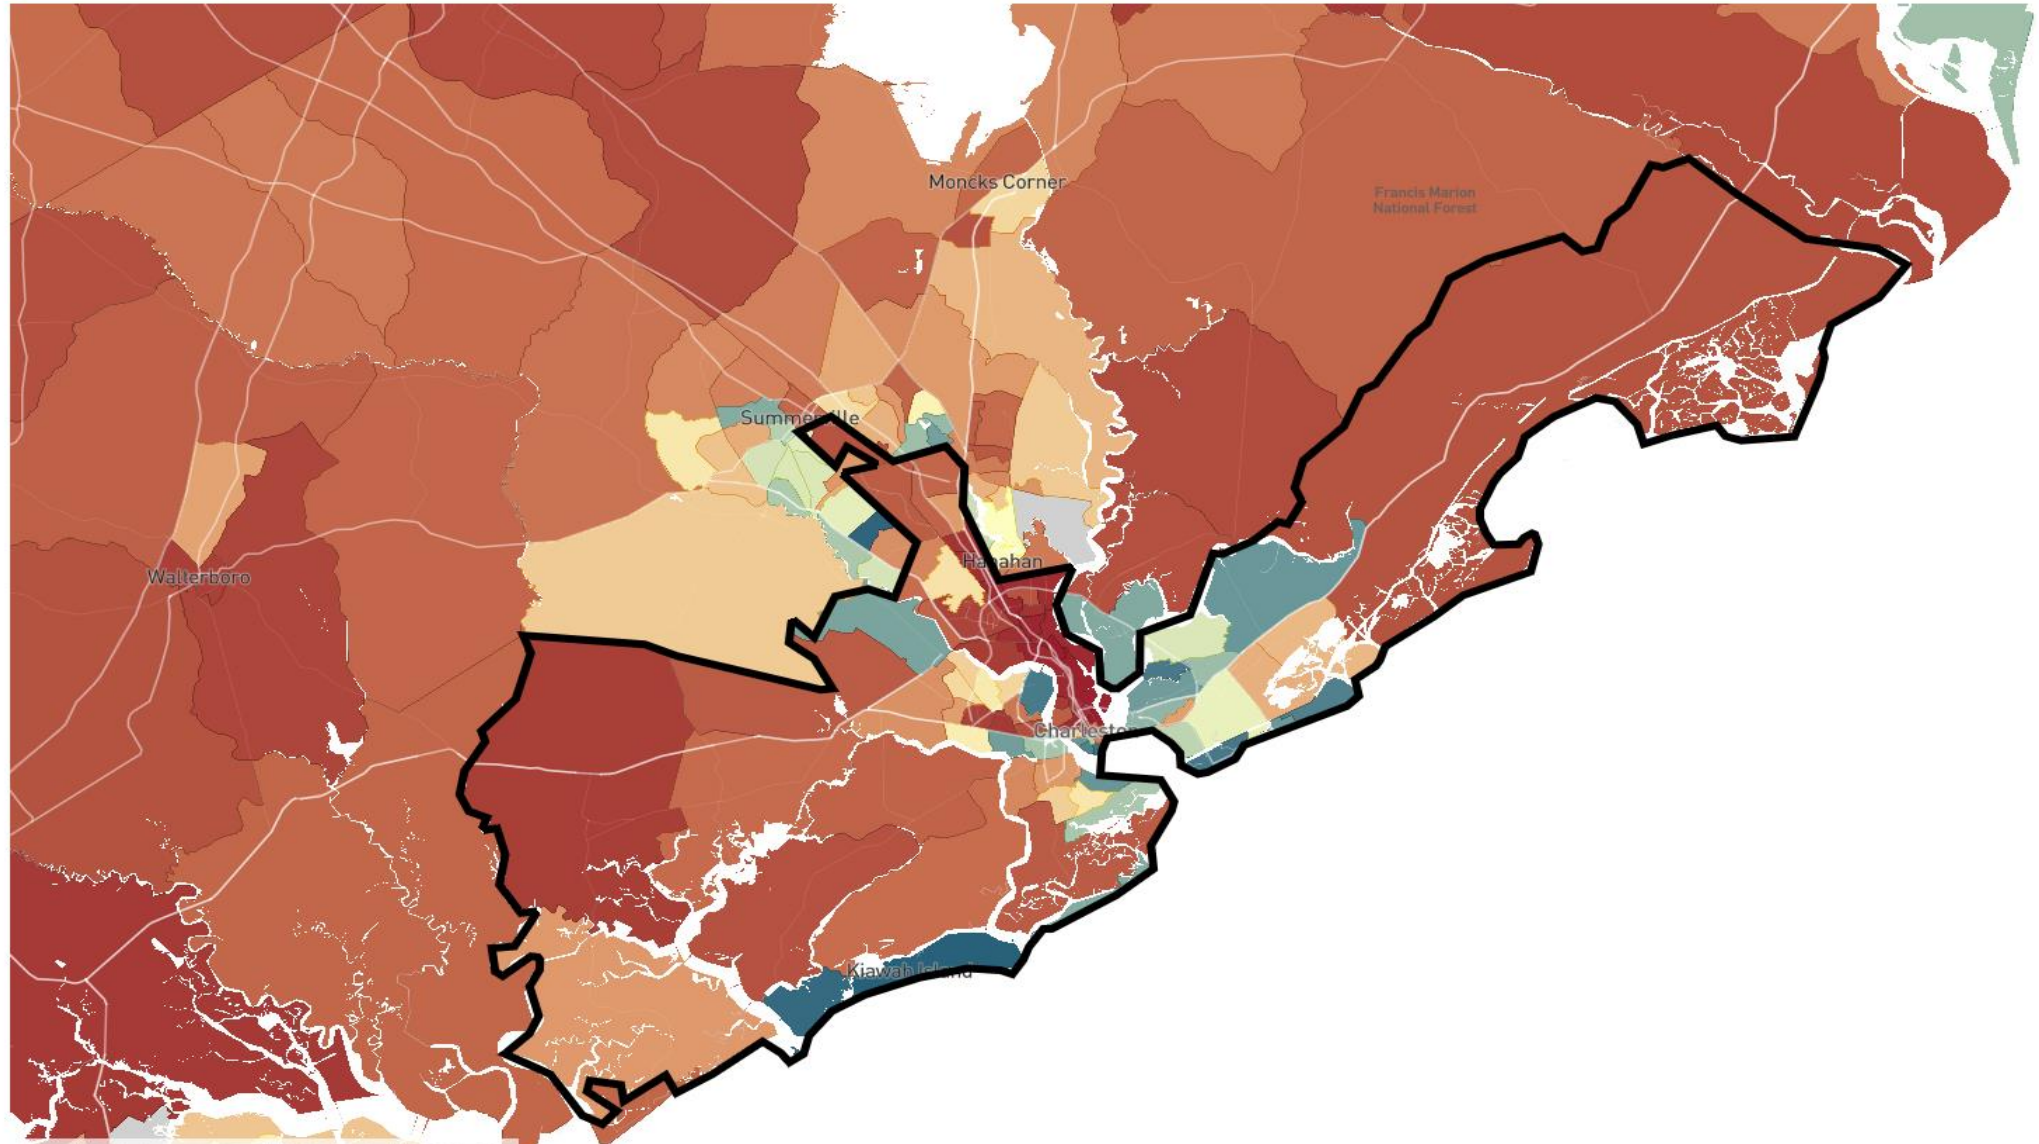 Moncks Corner
Francis Marion
National Forest
Summerville
Hanahan
Walterboro
Charleston
Kiawah Island